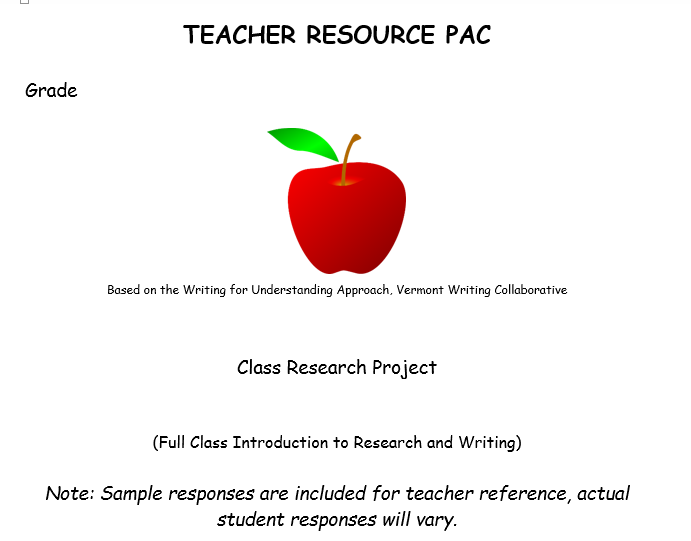 TEACHER RESOURCE PAC
Grade
Based on the Writing for Understanding Approach, Vermont Writing Collaborative
Class Research Project
(Full Class Introduction to Research and Writing)
Note: Sample responses are included for teacher reference, actual
student responses will vary.